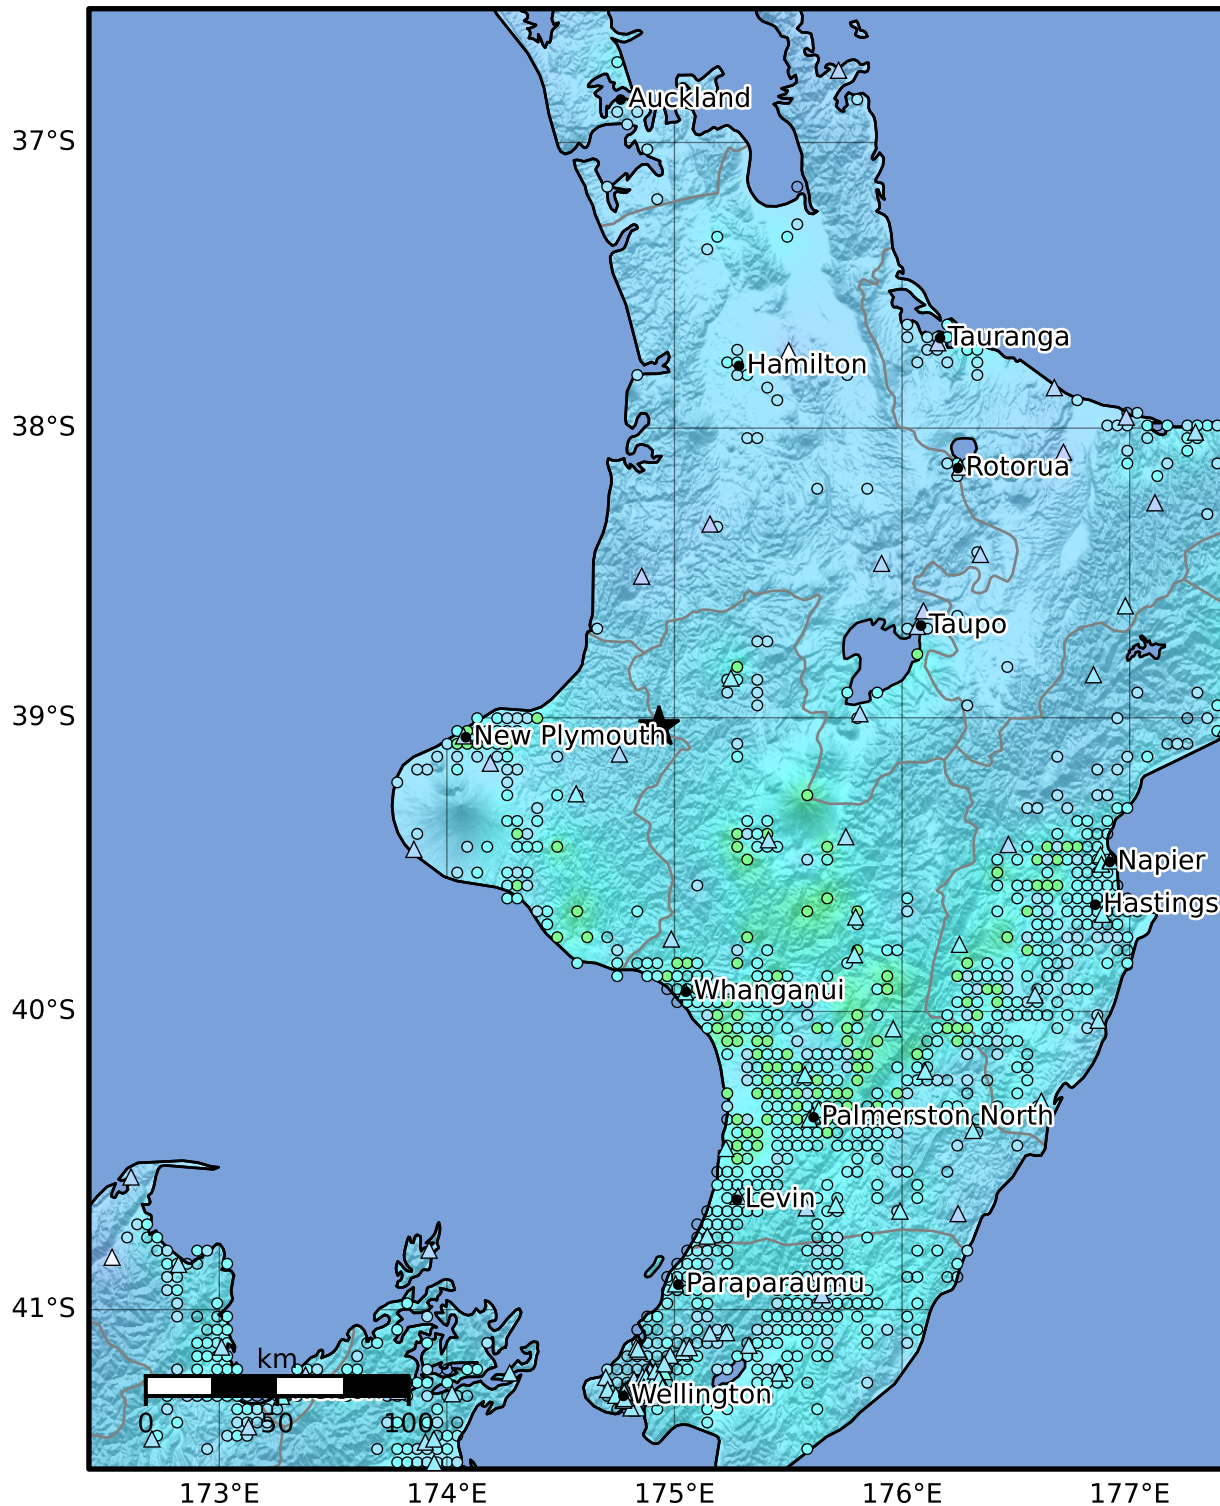 Auckland
37°S
Tauranga
Hamilton
38°S
Rotorua
Taupo
39°S
New Plymouth
Napier
Hastings
Whanganui
40°S
Palmerston North
Levin
Paraparaumu
41°S
km
Wellington
0 50 100
173°E 174°E 175°E 176°E 177°E